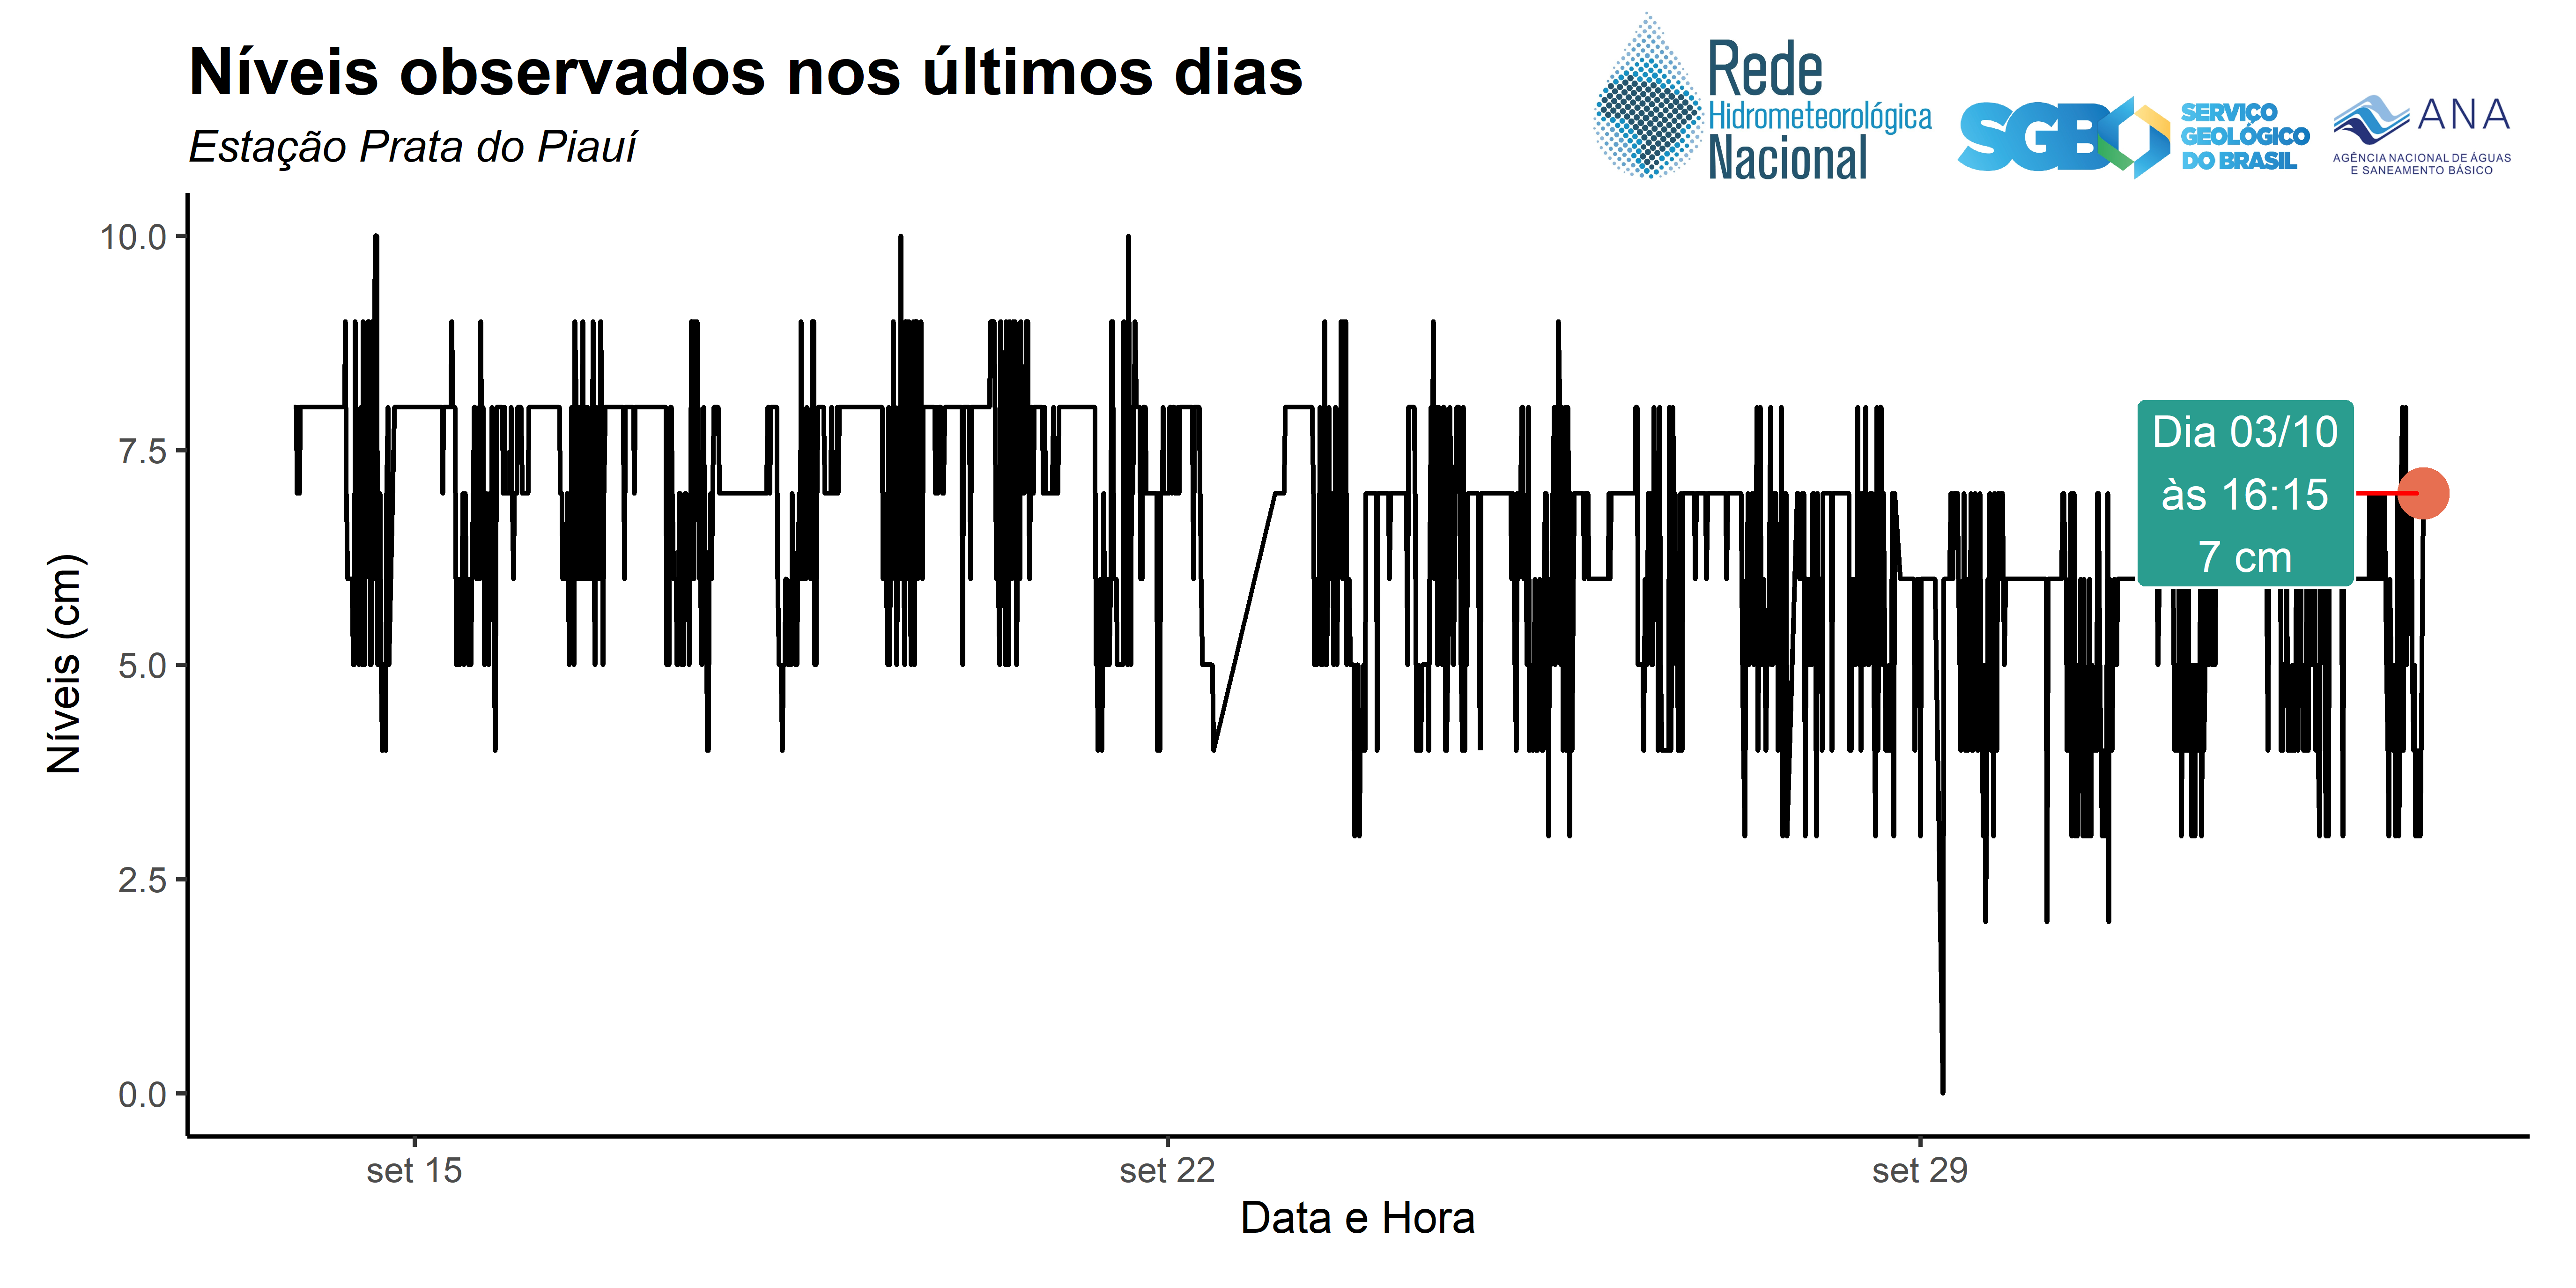 Níveis observados nos últimos dias
Estação Prata do Piauí
Rede
Hidrometeorológica
Nacional
SGB
SERVIÇO
GEOLÓGICO
DO BRASIL
ANA
AGÊNCIA NACIONAL DE ÁGUAS
E SANEAMENTO BÁSICO
Níveis (cm)
10.0
7.5
5.0
2.5
0.0
Dia 03/10
às 16:15
7 cm
set 15
set 22
set 29
Data e Hora